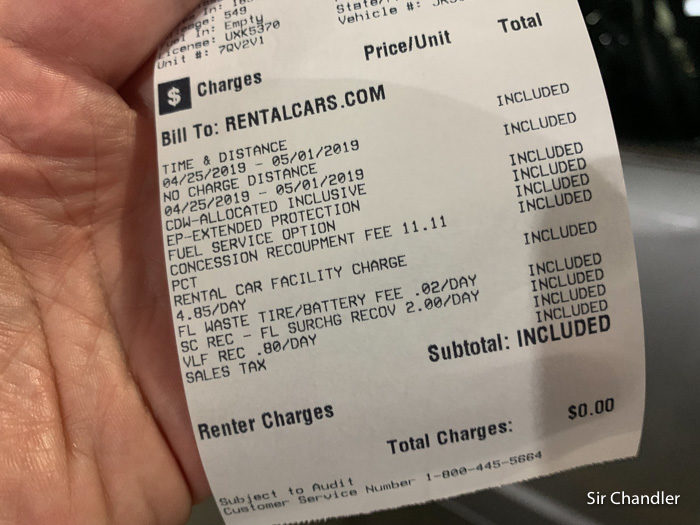 549
Empty
License: UXK5370
Unit #: 7QV2V1
Vehicle #:
Price/Unit Total
$ Charges
Bill To: RENTALCARS.COM
TIME & DISTANCE INCLUDED
04/25/2019 - 05/01/2019
NO CHARGE DISTANCE INCLUDED
04/25/2019 - 05/01/2019
CDW-ALLOCATED INCLUSIVE INCLUDED
EP-EXTENDED PROTECTION INCLUDED
FUEL SERVICE OPTION INCLUDED
CONCESSION RECOUPMENT FEE 11.11 INCLUDED
PCT
RENTAL CAR FACILITY CHARGE INCLUDED
4.95/DAY
FL WASTE TIRE/BATTERY FEE .02/DAY INCLUDED
SC REC - FL SURCHG RECOV 2.00/DAY INCLUDED
VLF REC .80/DAY INCLUDED
SALES TAX INCLUDED
Subtotal: INCLUDED
Renter Charges
Total Charges: $0.00
Subject to Audit
Customer Service Number 1-800-445-5664
Sir Chandler